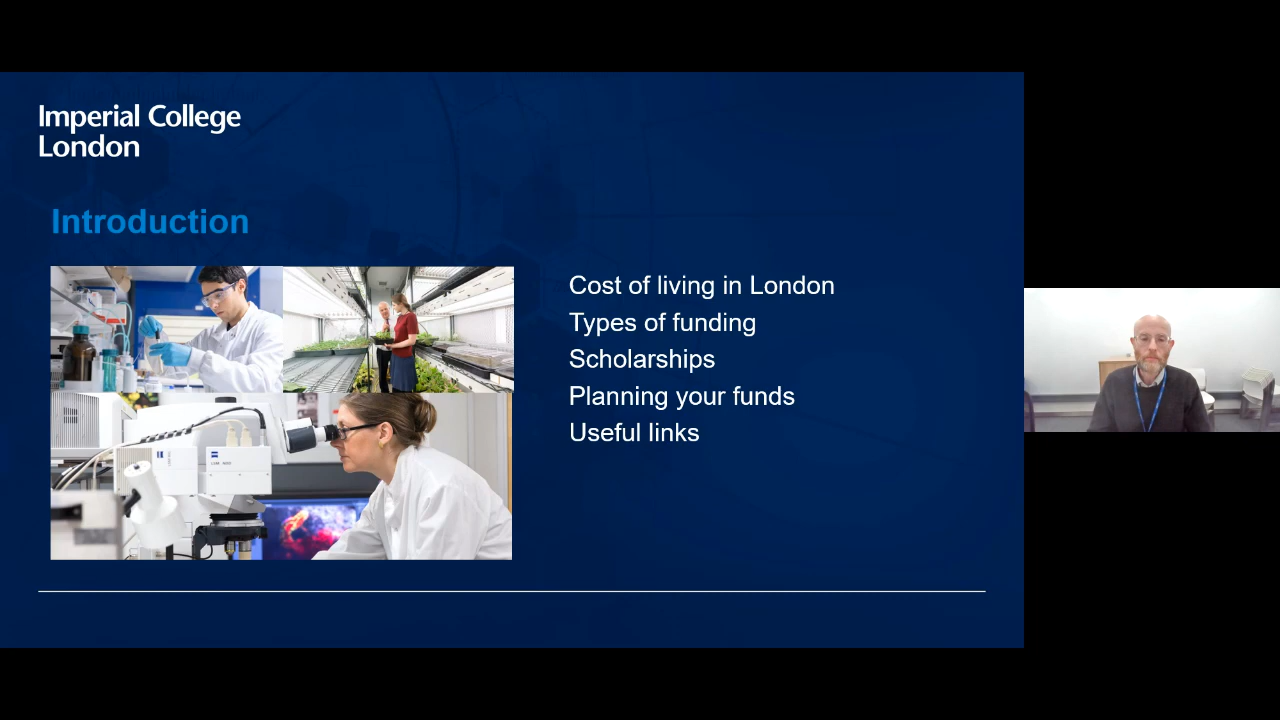 Imperial College
London
Introduction
Cost of living in London
Types of funding
Scholarships
Planning your funds
Useful links